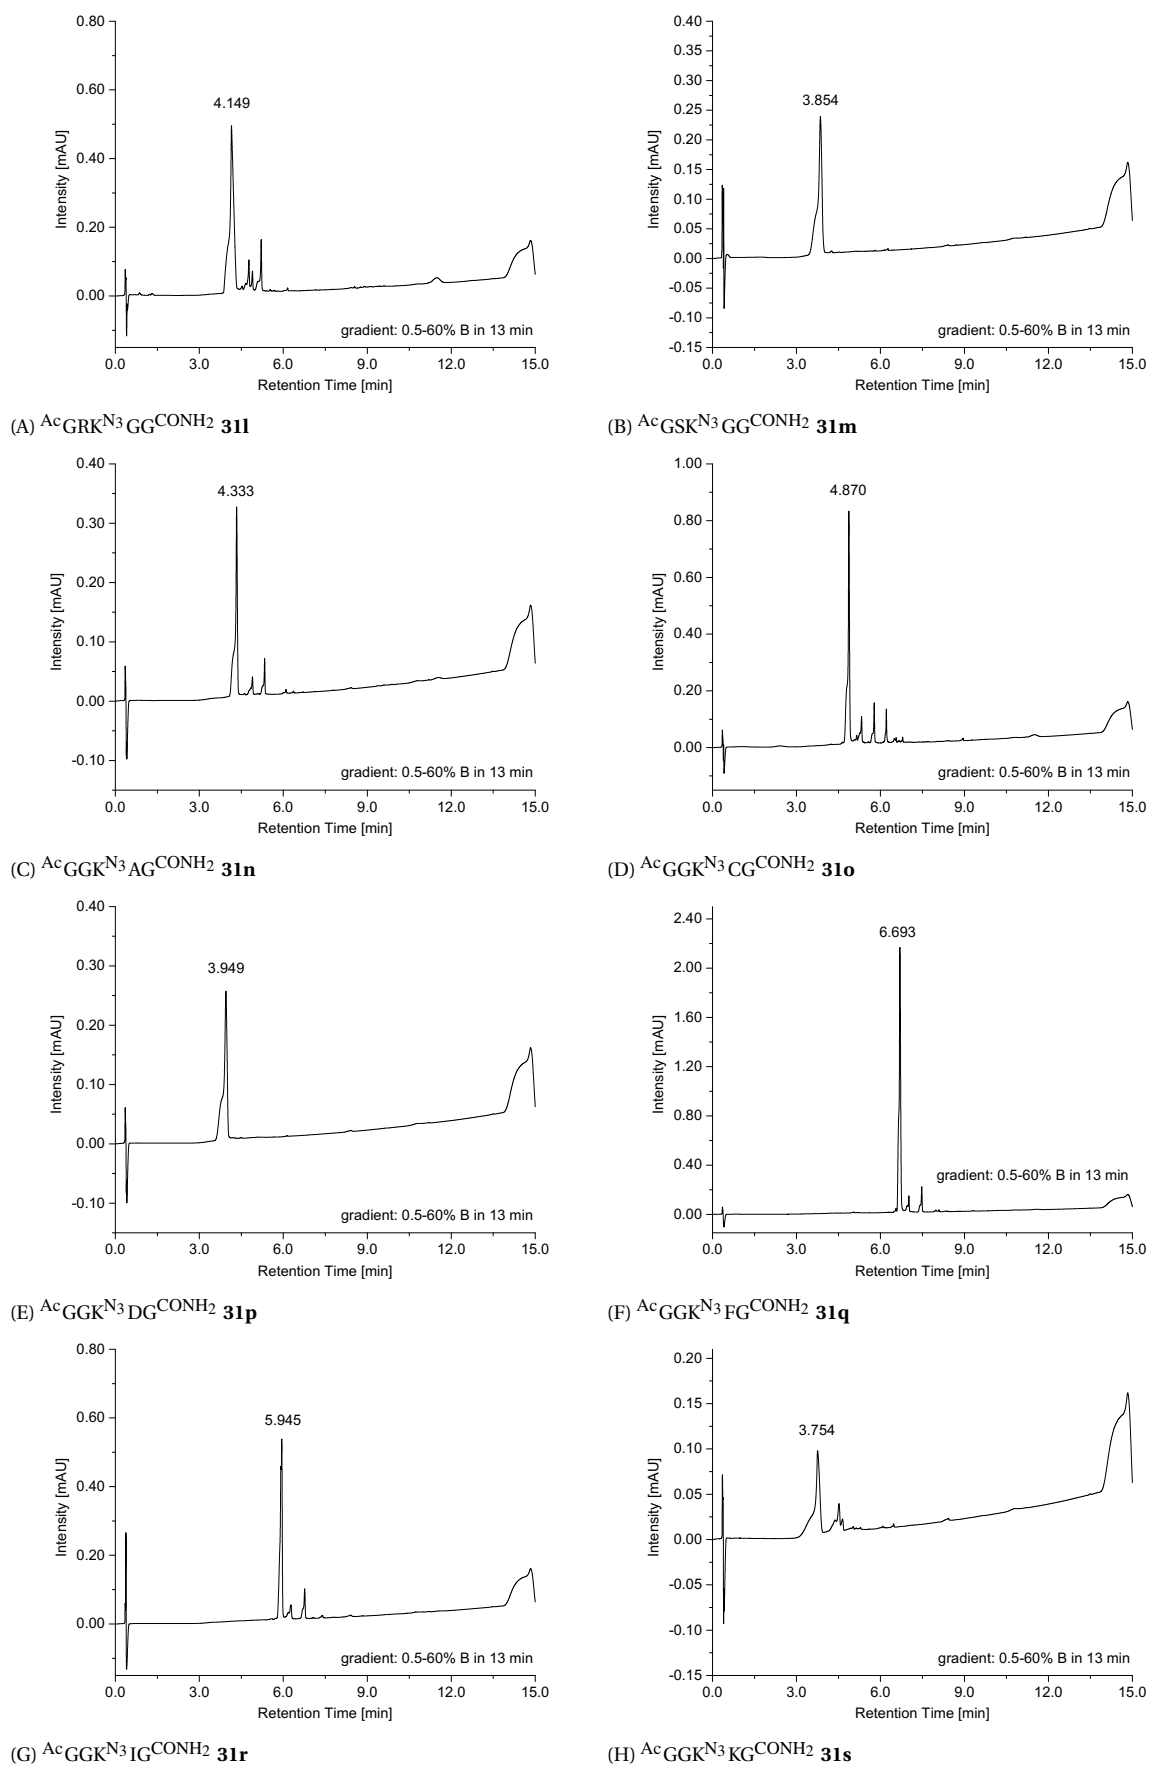 0.80
0.60
0.40
0.20
0.00
Intensity [mAU]
4.149
gradient: 0.5-60% B in 13 min
0.0 3.0 6.0 9.0 12.0 15.0
Retention Time [min]
(A) AcGRKN3GGCONH2 31l
0.40
0.35
0.30
0.25
0.20
0.15
0.10
0.05
0.00
-0.05
-0.10
-0.15
Intensity [mAU]
3.854
gradient: 0.5-60% B in 13 min
0.0 3.0 6.0 9.0 12.0 15.0
Retention Time [min]
(B) AcGSKN3GGCONH2 31m
0.40
0.30
0.20
0.10
0.00
-0.10
Intensity [mAU]
4.333
gradient: 0.5-60% B in 13 min
0.0 3.0 6.0 9.0 12.0 15.0
Retention Time [min]
(C) AcGGKN3AGCONH2 31n
1.00
0.80
0.60
0.40
0.20
0.00
Intensity [mAU]
4.870
gradient: 0.5-60% B in 13 min
0.0 3.0 6.0 9.0 12.0 15.0
Retention Time [min]
(D) AcGGKN3CGCONH2 31o
0.40
0.30
0.20
0.10
0.00
-0.10
Intensity [mAU]
3.949
gradient: 0.5-60% B in 13 min
0.0 3.0 6.0 9.0 12.0 15.0
Retention Time [min]
(E) AcGGKN3DGCONH2 31p
2.40
2.00
1.60
1.20
0.80
0.40
0.00
Intensity [mAU]
6.693
gradient: 0.5-60% B in 13 min
0.0 3.0 6.0 9.0 12.0 15.0
Retention Time [min]
(F) AcGGKN3FGCONH2 31q
0.80
0.60
0.40
0.20
0.00
Intensity [mAU]
5.945
gradient: 0.5-60% B in 13 min
0.0 3.0 6.0 9.0 12.0 15.0
Retention Time [min]
(G) AcGGKN3IGCONH2 31r
0.20
0.15
0.10
0.05
0.00
-0.05
-0.10
-0.15
Intensity [mAU]
3.754
gradient: 0.5-60% B in 13 min
0.0 3.0 6.0 9.0 12.0 15.0
Retention Time [min]
(H) AcGGKN3KGCONH2 31s